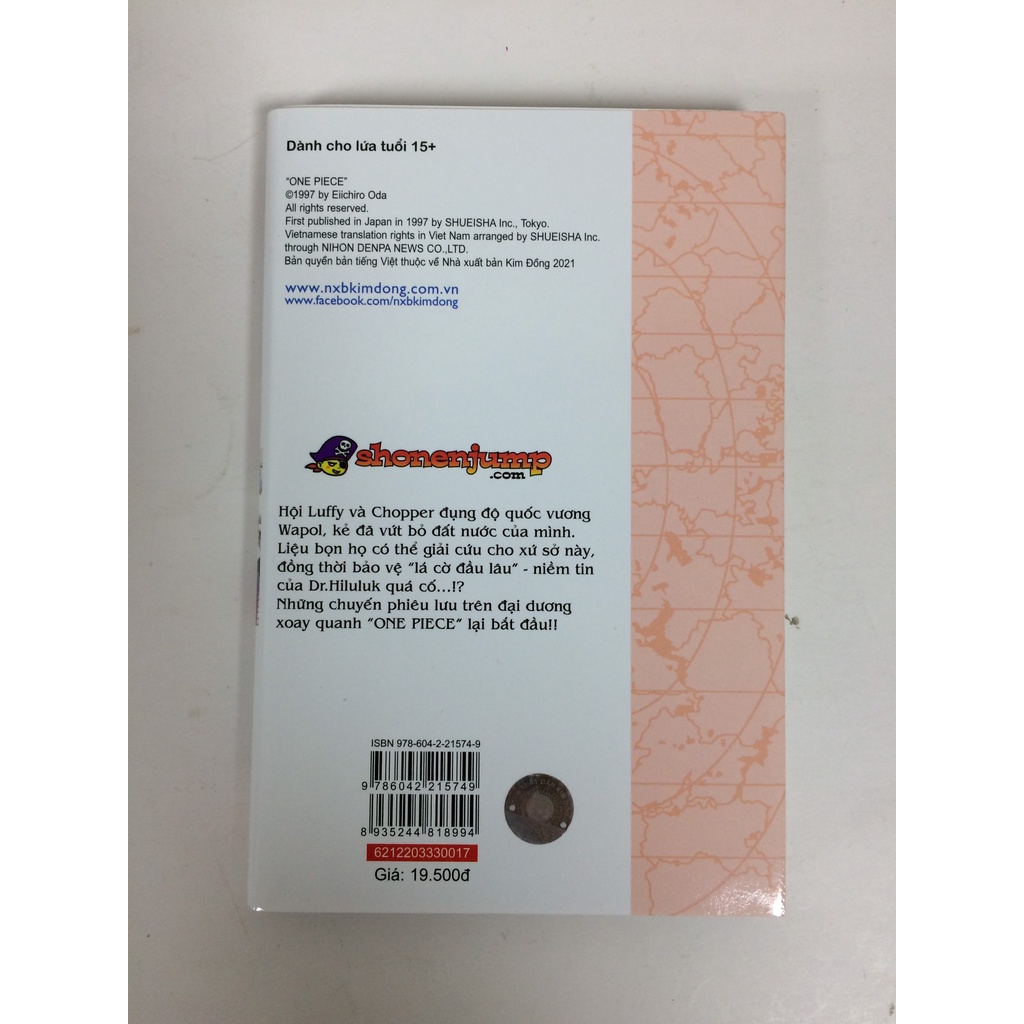 Dành cho lứa tuổi 15+
“ONE PIECE”
©1997 by Eiichiro Oda
All rights reserved.
First published in Japan in 1997 by SHUEISHA Inc., Tokyo.
Vietnamese translation rights in Viet Nam arranged by SHUEISHA Inc.
through NIHON DENPA NEWS CO.,LTD.
Bản quyền bản tiếng Việt thuộc về Nhà xuất bản Kim Đồng 2021
www.nxbkimdong.com.vn
www.facebook.com/nxbkimdong
shonenjump
.com
Hội Luffy và Chopper đụng độ quốc vương
Wapol, kẻ đã vứt bỏ đất nước của mình.
Liệu bọn họ có thể giải cứu cho xứ sở này,
đồng thời bảo vệ “lá cờ đầu lâu” - niềm tin
của Dr.Hiluluk quá cố...!?
Những chuyến phiêu lưu trên đại dương
xoay quanh “ONE PIECE” lại bắt đầu!!
ISBN 978-604-2-21574-9
9 786042 215749
8 935244 818994
6212203330017
Giá: 19.500đ